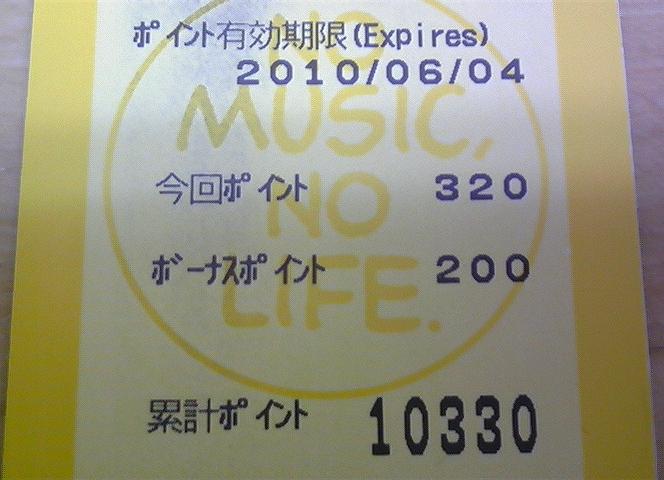 ポイント有効期限(Expires)
2010/06/04
NO
MUSIC,
NO
LIFE.
今回ポイント 320
ボーナスポイント 200
累計ポイント 10330